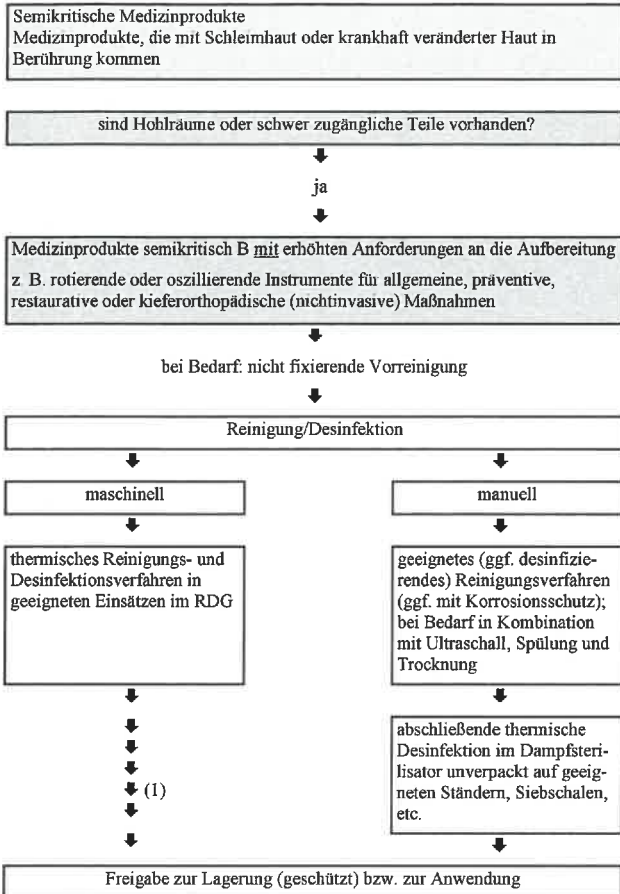 Semikritische Medizinprodukte
Medizinprodukte, die mit Schleimhaut oder krankhaft veränderter Haut in
Berührung kommen
sind Hohlräume oder schwer zugängliche Teile vorhanden?
ja
Medizinprodukte semikritisch B mit erhöhten Anforderungen an die Aufbereitung
z B. rotierende oder oszillierende Instrumente für allgemeine, präventive,
restaurative oder kieferorthopädische (nichtinvasive) Maßnahmen
bei Bedarf: nicht fixierende Vorreinigung
Reinigung/Desinfektion
maschinell
thermisches Reinigungs- und
Desinfektionsverfahren in
geeigneten Einsätzen im RDG
(1)
manuell
geeignetes (ggf. desinfizie-
rendes) Reinigungsverfahren
(ggf. mit Korrosionsschutz);
bei Bedarf in Kombination
mit Ultraschall, Spülung und
Trocknung
abschließende thermische
Desinfektion im Dampfsteri-
lisator unverpackt auf geeig-
neten Ständern, Siebschalen,
etc.
Freigabe zur Lagerung (geschützt) bzw. zur Anwendung